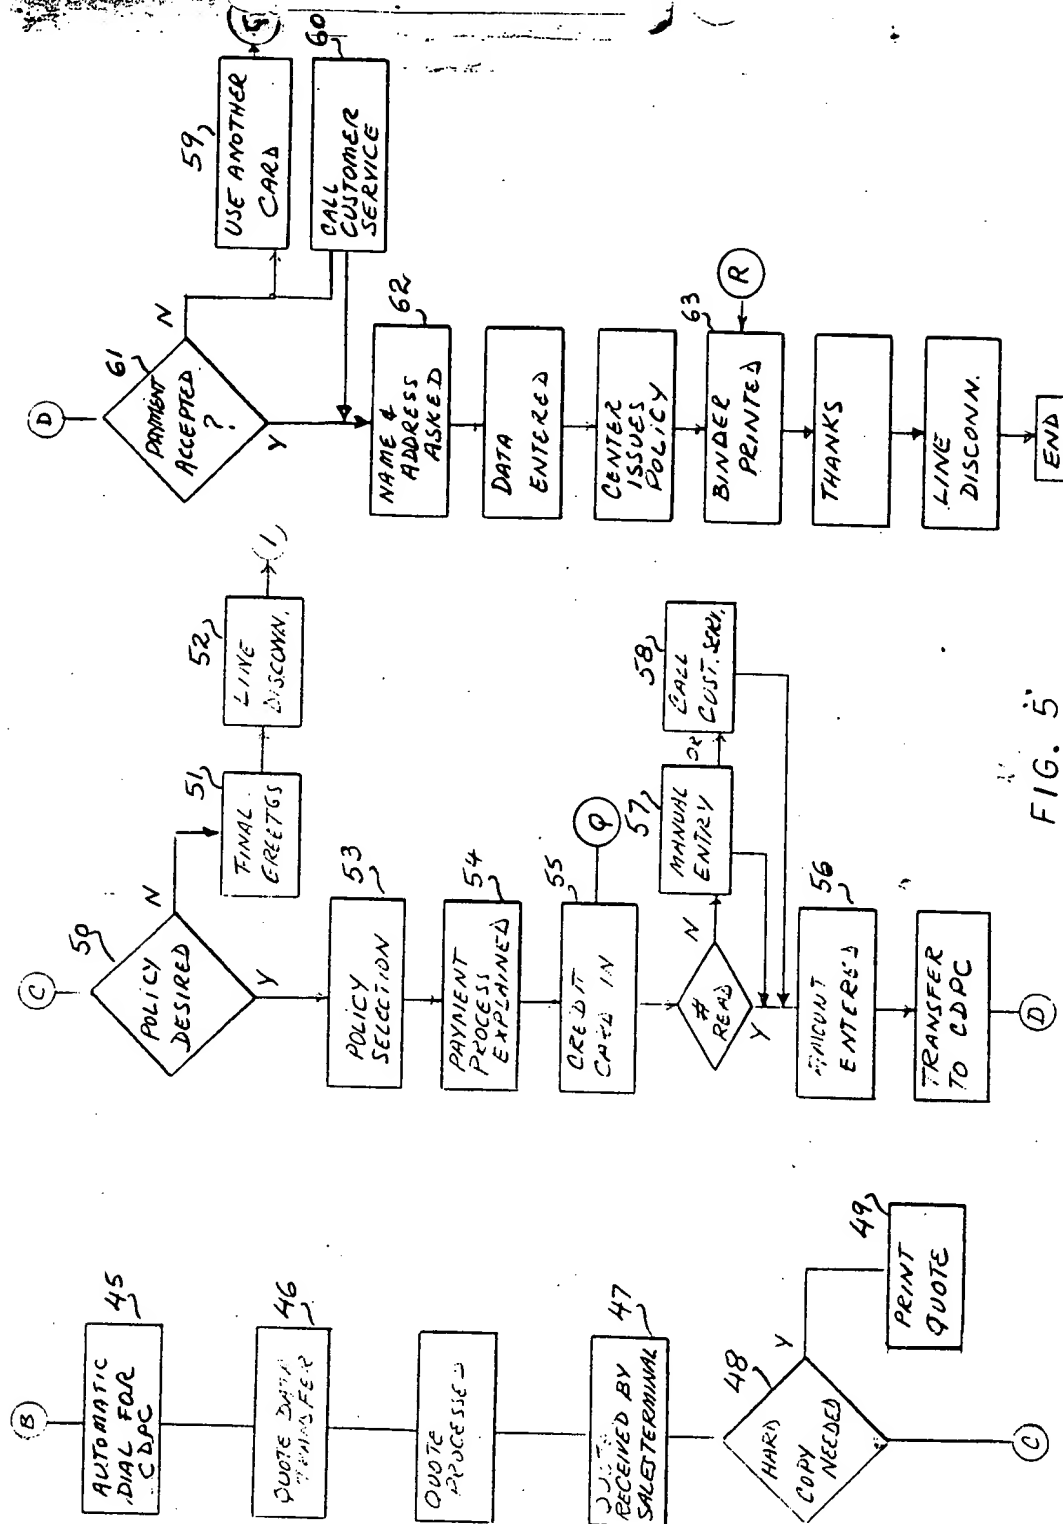 B
AUTOMATIC
DIAL FOR
CDPC
45
QUOTE DATA
TRANSFER
46
QUOTE
PROCESSED
QUOTE
RECEIVED BY
SALESTERMINAL
47
HARD
COPY
NEEDED
48
Y
PRINT
QUOTE
49
C
C
POLICY
DESIRED
50
N
Y
FINAL
GREETGS
51
LINE
DISCONN.
52
(1)
POLICY
SELECTION
53
PAYMENT
PROCESS
EXPLAINED
54
CREDIT
CARD IN
55
Q
#
READ
N
Y
MANUAL
ENTRY
57
OR
CALL
CUST. SERV.
58
AMOUNT
ENTERED
56
TRANSFER
TO CDPC
D
D
PAYMENT
ACCEPTED
?
61
N
Y
USE ANOTHER
CARD
59
CALL
CUSTOMER
SERVICE
60
NAME &
ADDRESS
ASKED
62
DATA
ENTERED
CENTER
ISSUES
POLICY
BINDER
PRINTED
63
R
THANKS
LINE
DISCONN.
END
FIG. 5